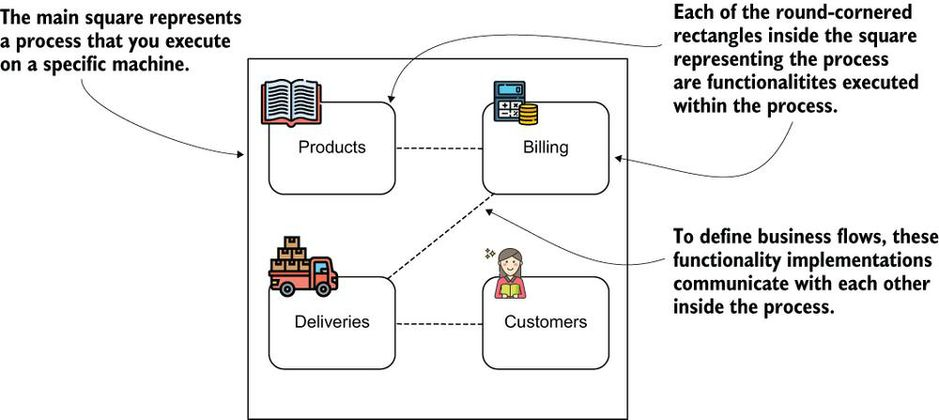 The main square represents
a process that you execute
on a specific machine.
Each of the round-cornered
rectangles inside the square
representing the process
are functionalitites executed
within the process.
Products
Billing
To define business flows, these
functionality implementations
communicate with each other
inside the process.
Deliveries
Customers